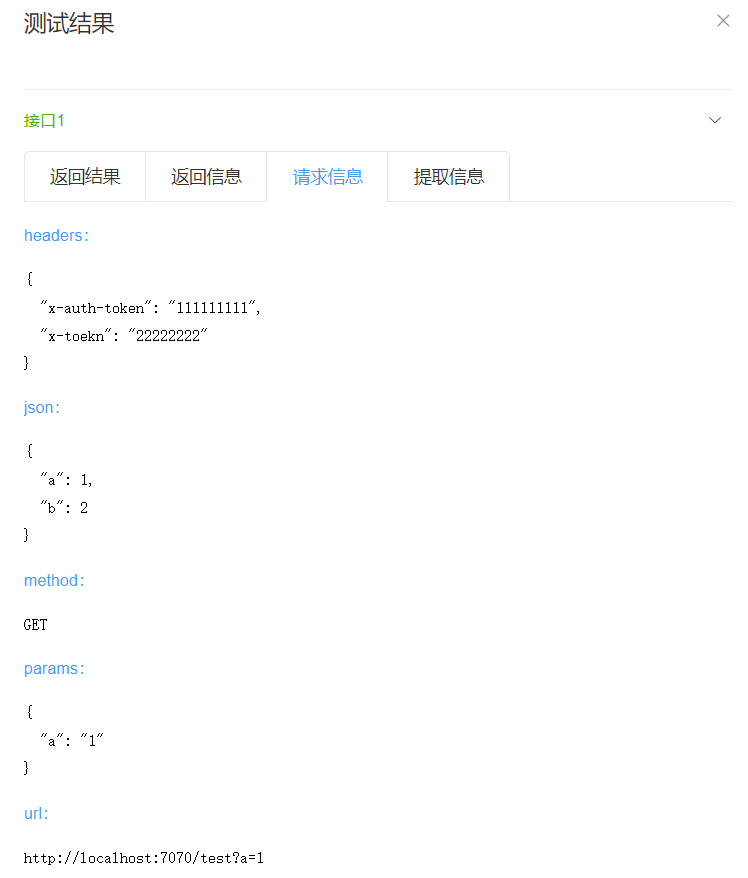 测试结果
接口1
返回结果 返回信息 请求信息 提取信息
headers:
{
"x-auth-token": "111111111",
"x-toekn": "22222222"
}
json:
{
"a": 1,
"b": 2
}
method:
GET
params:
{
"a": "1"
}
url:
http://localhost:7070/test?a=1